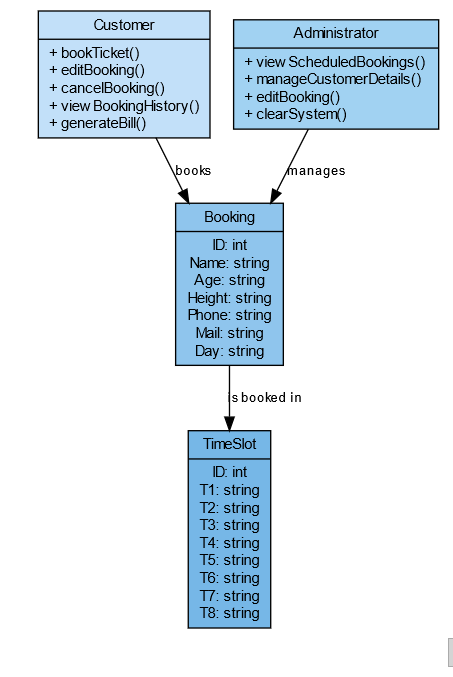 Customer
+ bookTicket()
+ editBooking()
+ cancelBooking()
+ view BookingHistory()
+ generateBill()
Administrator
+ view ScheduledBookings()
+ manageCustomerDetails()
+ editBooking()
+ clearSystem()
books
manages
Booking
ID: int
Name: string
Age: string
Height: string
Phone: string
Mail: string
Day: string
is booked in
TimeSlot
ID: int
T1: string
T2: string
T3: string
T4: string
T5: string
T6: string
T7: string
T8: string